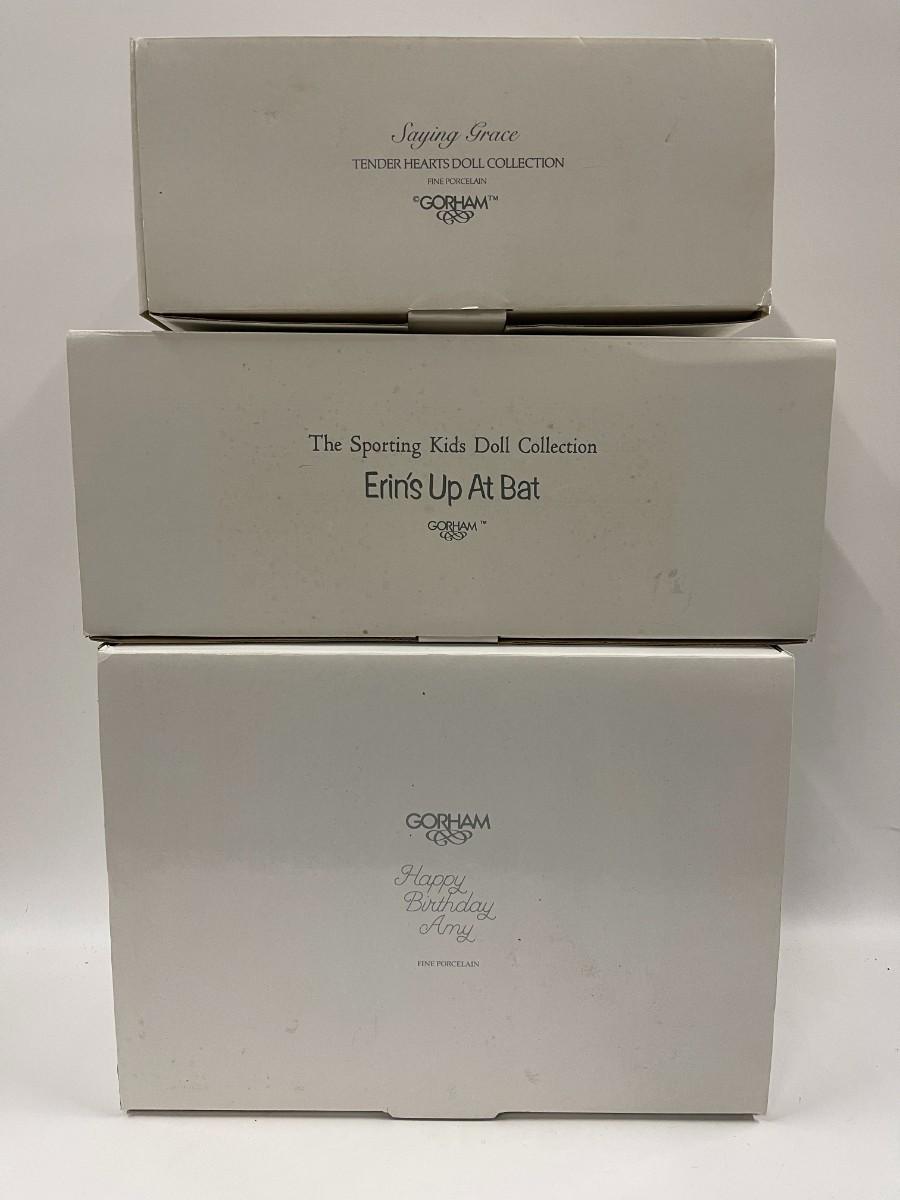 Saying Grace
TENDER HEARTS DOLL COLLECTION
FINE PORCELAIN
©GORHAM™
The Sporting Kids Doll Collection
Erin's Up At Bat
GORHAM™
GORHAM
Happy
Birthday
Amy
FINE PORCELAIN